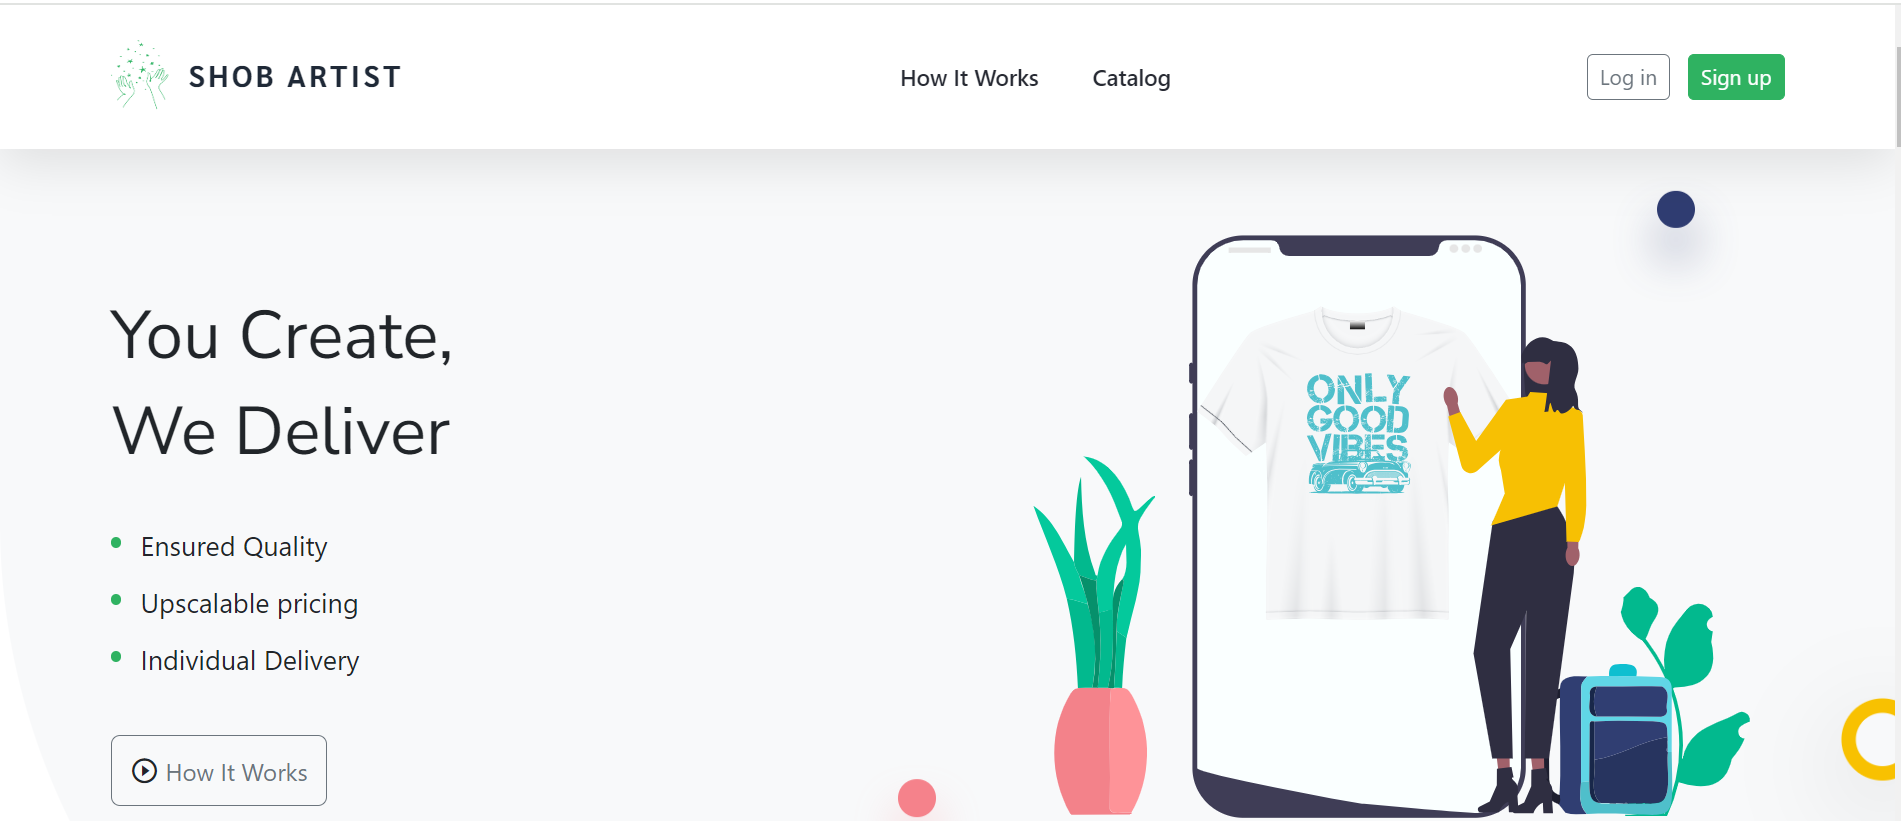 SHOB ARTIST
How It Works
Catalog
Log in
Sign up
You Create,
We Deliver
Ensured Quality
Upscalable pricing
Individual Delivery
How It Works
ONLY
GOOD
VIBES